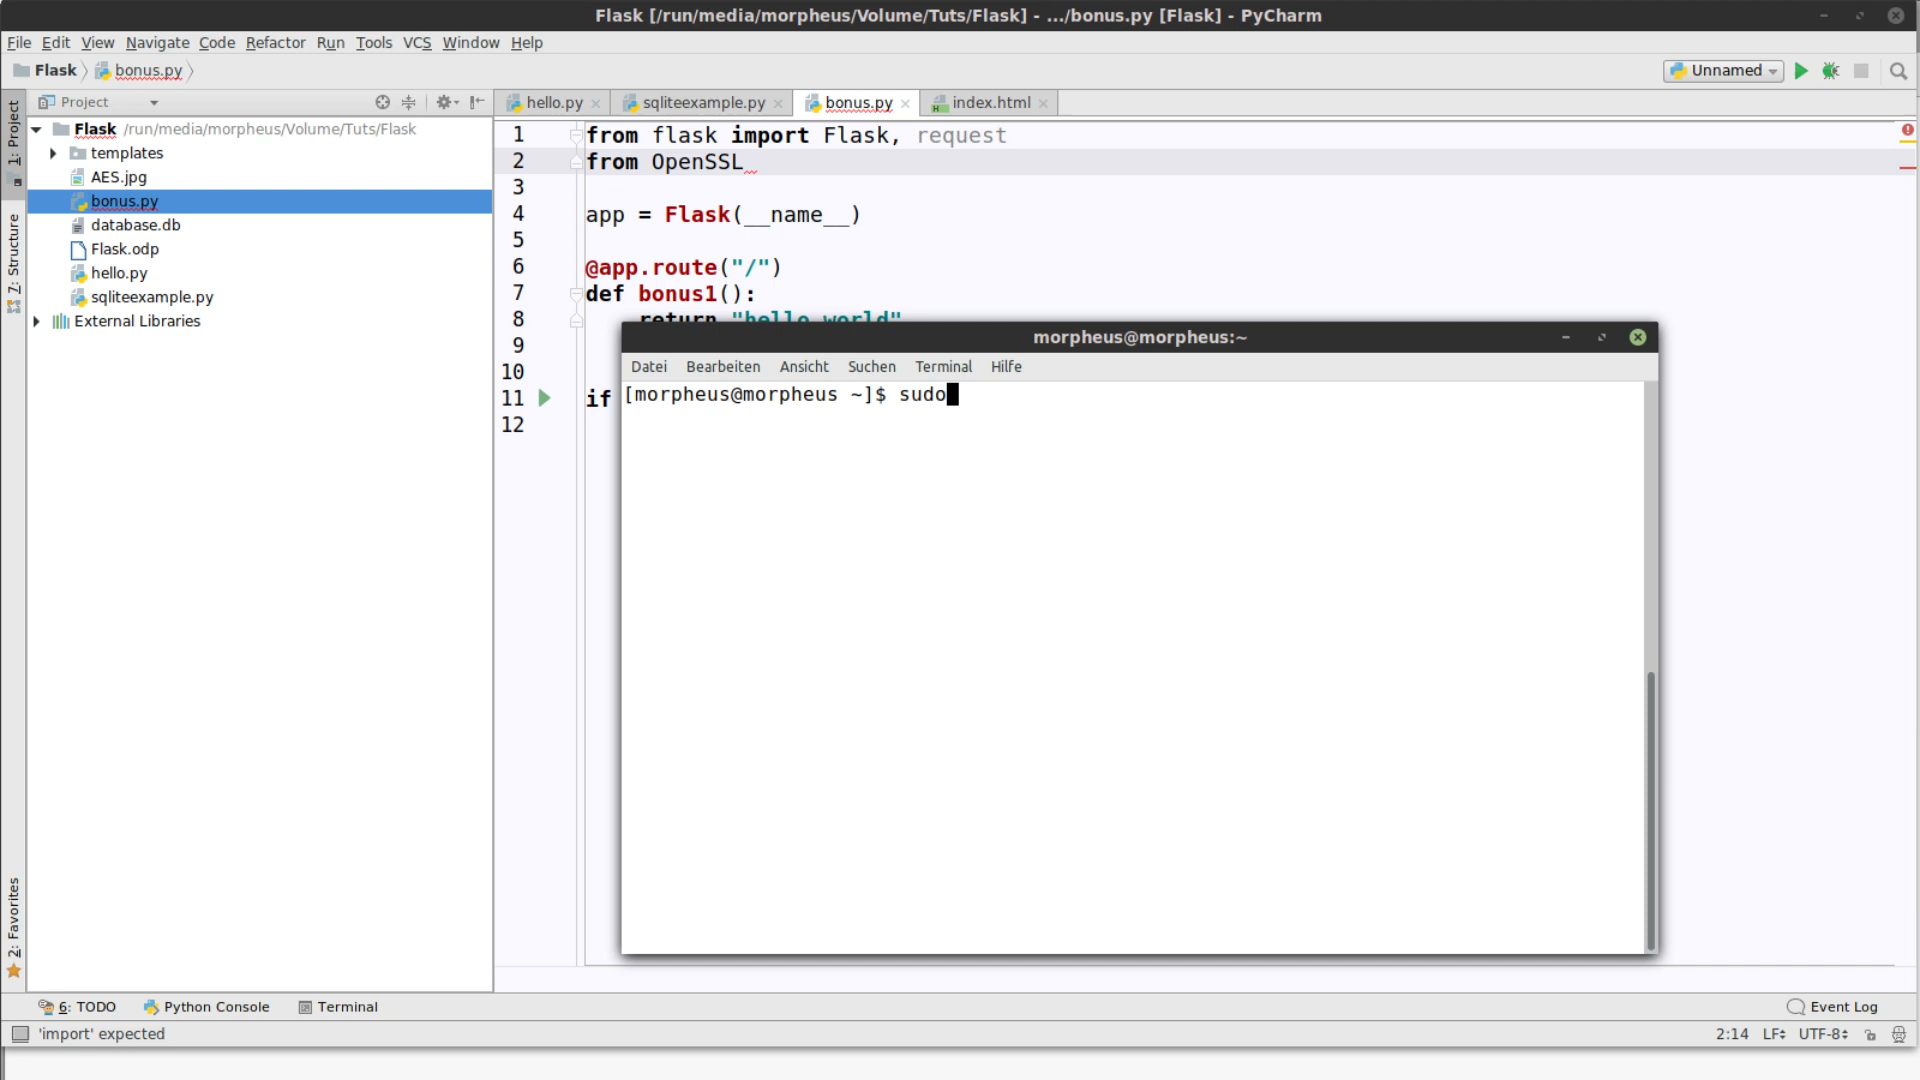 Flask [/run/media/morpheus/Volume/Tuts/Flask] - .../bonus.py [Flask] - PyCharm
File Edit View Navigate Code Refactor Run Tools VCS Window Help
Flask bonus.py Unnamed
Project
hello.py sqliteexample.py bonus.py index.html
1: Project
7: Structure
2: Favorites
Flask /run/media/morpheus/Volume/Tuts/Flask
templates
AES.jpg
bonus.py
database.db
Flask.odp
hello.py
sqliteexample.py
External Libraries
1 from flask import Flask, request
2 from OpenSSL
3
4 app = Flask(__name__)
5
6 @app.route("/")
7 def bonus1():
8 return "hello world"
9
10
11 if
12
morpheus@morpheus:~
Datei Bearbeiten Ansicht Suchen Terminal Hilfe
[morpheus@morpheus ~]$ sudo
6: TODO Python Console Terminal Event Log
'import' expected 2:14 LF UTF-8